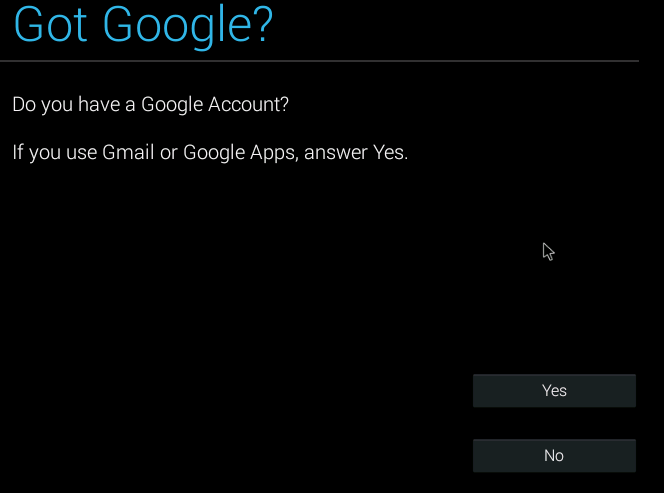 Got Google?
Do you have a Google Account?
If you use Gmail or Google Apps, answer Yes.
Yes
No